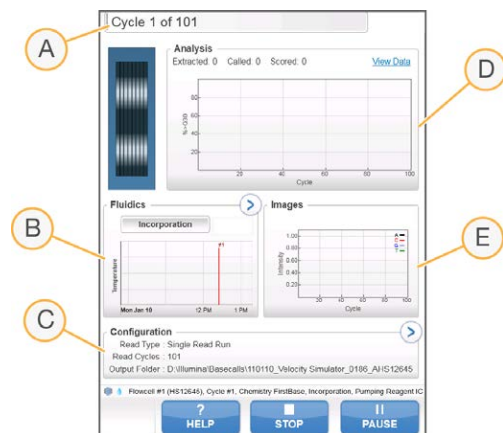 Cycle 1 of 101
A
Analysis
Extracted: 0 Called: 0 Scored: 0 View Data
D
80
60
40
20
%>Q30
20 40 60 80 100
Cycle
Fluidics
Images
B
Incorporation
#1
Temperature
Mon Jan 10 12 PM 1 PM
E
1.00
0.80
0.60
0.40
0.20
Intensity
A
C
G
T
20 40 60 80 100
Cycle
C
Configuration
Read Type : Single Read Run
Read Cycles : 101
Output Folder : D:\Illumina\Basecalls\110110_Velocity Simulator_0186_AHS12645
Flowcell #1 (HS12645), Cycle #1, Chemistry FirstBase, Incorporation, Pumping Reagent IC
? HELP
STOP
PAUSE